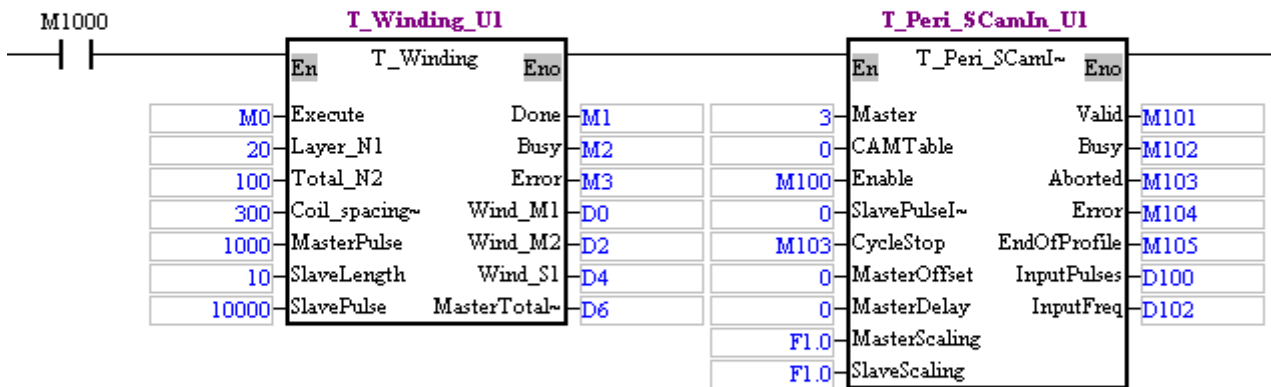 M1000 T_Winding_U1 T_Peri_SCamIn_U1
En T_Winding Eno En T_Peri_SCamI~ Eno
M0 Execute Done M1 3 Master Valid M101
20 Layer_N1 Busy M2 0 CAMTable Busy M102
100 Total_N2 Error M3 M100 Enable Aborted M103
300 Coil_spacing~ Wind_M1 D0 0 SlavePulseI~ Error M104
1000 MasterPulse Wind_M2 D2 M103 CycleStop EndOfProfile M105
10 SlaveLength Wind_S1 D4 0 MasterOffset InputPulses D100
10000 SlavePulse MasterTotal~ D6 0 MasterDelay InputFreq D102
F1.0 MasterScaling
F1.0 SlaveScaling